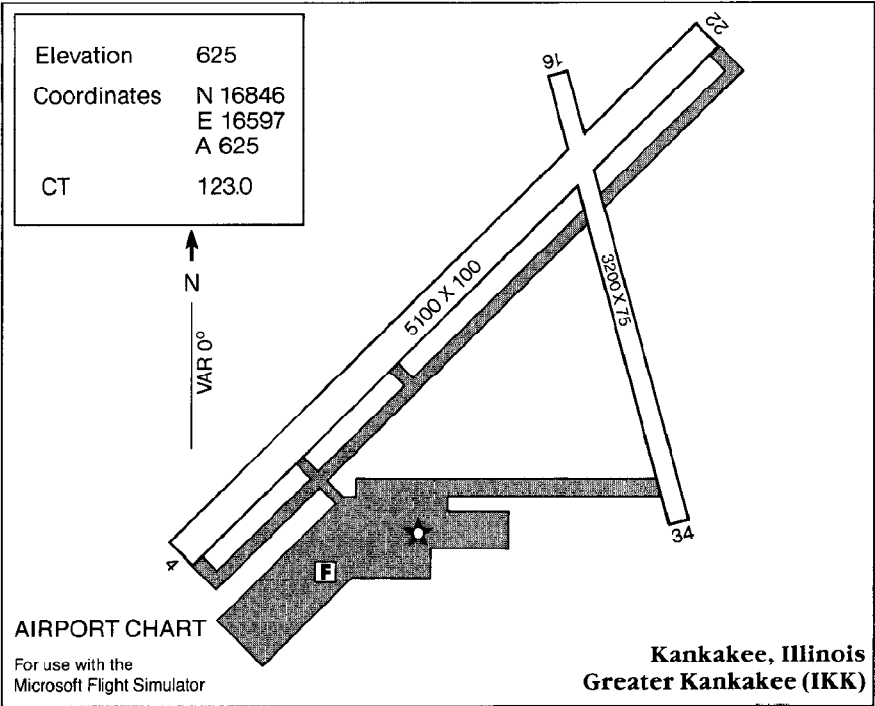 Elevation 625
Coordinates N 16846
E 16597
A 625
CT 123.0
N
VAR 0°
22
16
5100 X 100
3200 X 75
4
34
F
AIRPORT CHART
For use with the
Microsoft Flight Simulator
Kankakee, Illinois
Greater Kankakee (IKK)